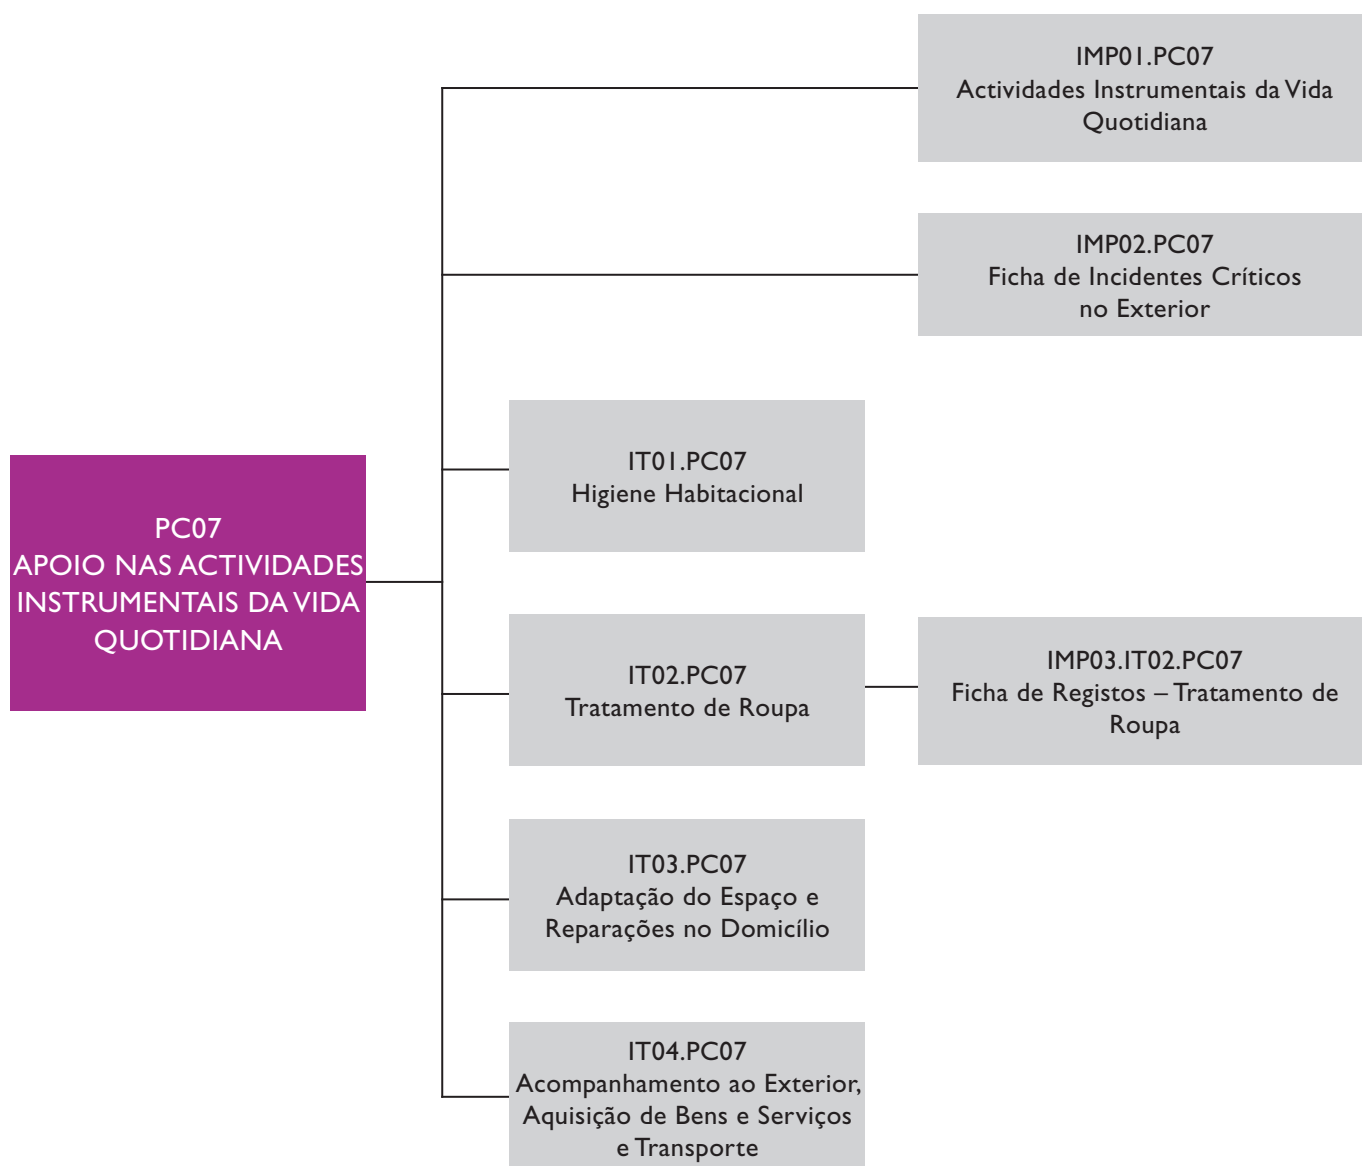 IMP01.PC07
Actividades Instrumentais da Vida
Quotidiana
IMP02.PC07
Ficha de Incidentes Críticos
no Exterior
IT01.PC07
Higiene Habitacional
PC07
APOIO NAS ACTIVIDADES
INSTRUMENTAIS DA VIDA
QUOTIDIANA
IT02.PC07
Tratamento de Roupa
IMP03.IT02.PC07
Ficha de Registos – Tratamento de
Roupa
IT03.PC07
Adaptação do Espaço e
Reparações no Domicílio
IT04.PC07
Acompanhamento ao Exterior,
Aquisição de Bens e Serviços
e Transporte